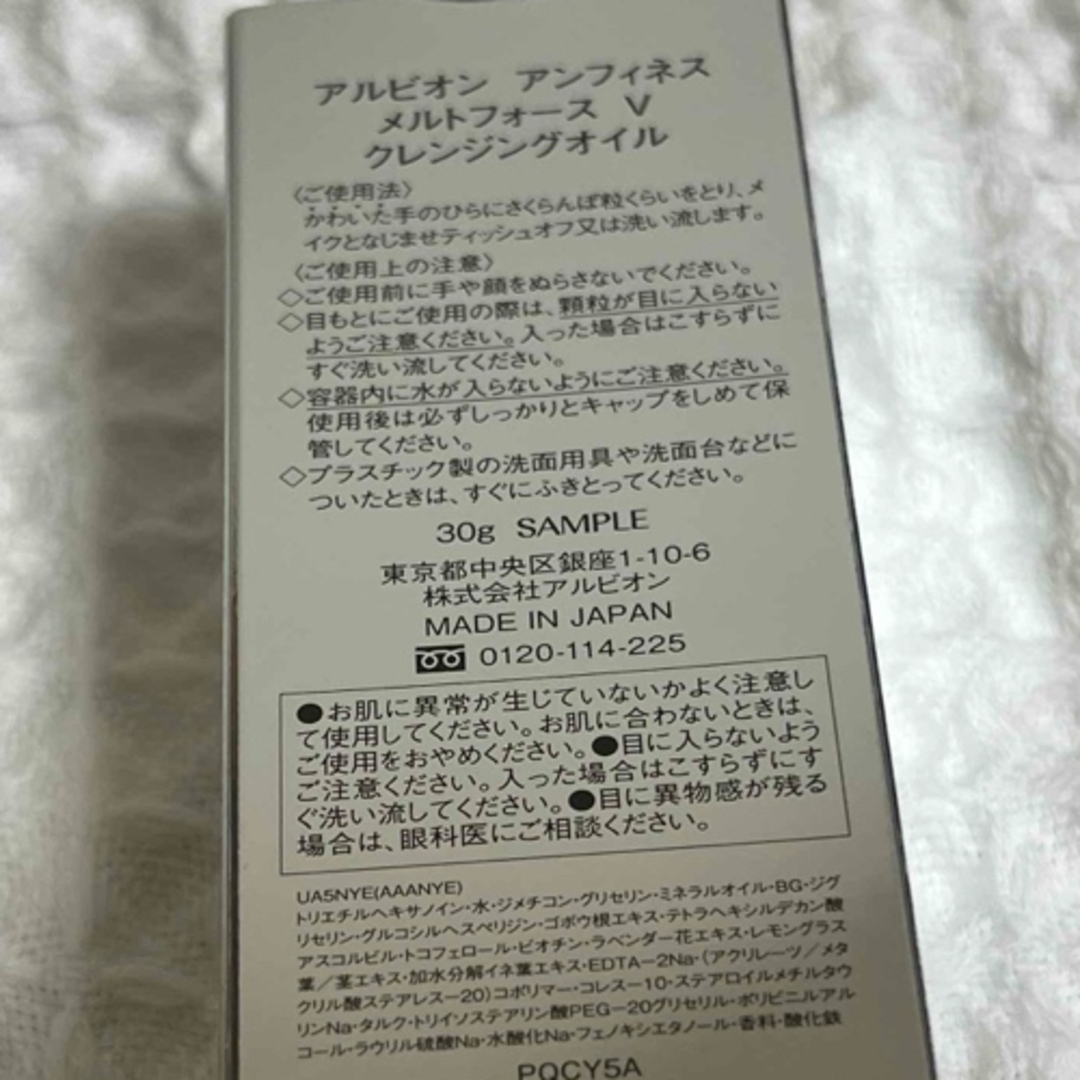 アルビオン アンフィネス
メルトフォース V
クレンジングオイル
〈ご使用法〉
かわいた手のひらにさくらんぼ粒くらいをとり、メ
イクとなじませティッシュオフ又は洗い流します。
〈ご使用上の注意〉
◇ご使用前に手や顔をぬらさないでください。
◇目もとにご使用の際は、顆粒が目に入らない
ようご注意ください。入った場合はこすらずに
すぐ洗い流してください。
◇容器内に水が入らないようにご注意ください。
使用後は必ずしっかりとキャップをしめて保
管してください。
◇プラスチック製の洗面用具や洗面台などに
ついたときは、すぐにふきとってください。
30g SAMPLE
東京都中央区銀座1-10-6
株式会社アルビオン
MADE IN JAPAN
0120-114-225
●お肌に異常が生じていないかよく注意し
て使用してください。お肌に合わないときは、
ご使用をおやめください。●目に入らないよう
ご注意ください。入った場合はこすらずにす
ぐ洗い流してください。●目に異物感が残る
場合は、眼科医にご相談ください。
UA5NYE(AAANYE)
トリエチルヘキサノイン・水・ジメチコン・グリセリン・ミネラルオイル・BG・ジグ
リセリン・グルコシルヘスペリジン・ゴボウ根エキス・テトラヘキシルデカン酸
アスコルビル・トコフェロール・ビオチン・ラベンダー花エキス・レモングラス
葉／茎エキス・加水分解イネ葉エキス・EDTA－2Na・(アクリレーツ／メタ
クリル酸ステアレス－20)コポリマー・コレス－10・ステアロイルメチルタウ
リンNa・タルク・トリイソステアリン酸PEG－20グリセリル・ポリビニルアル
コール・ラウリル硫酸Na・水酸化Na・フェノキシエタノール・香料・酸化鉄
PQCY5A